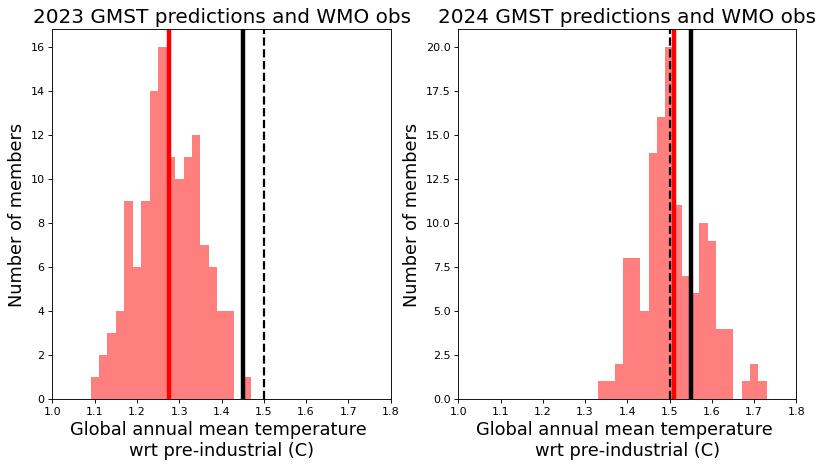 2023 GMST predictions and WMO obs
16
14
12
10
8
6
4
2
0
Number of members
1.0 1.1 1.2 1.3 1.4 1.5 1.6 1.7 1.8
Global annual mean temperature
wrt pre-industrial (C)
2024 GMST predictions and WMO obs
20.0
17.5
15.0
12.5
10.0
7.5
5.0
2.5
0.0
Number of members
1.0 1.1 1.2 1.3 1.4 1.5 1.6 1.7 1.8
Global annual mean temperature
wrt pre-industrial (C)